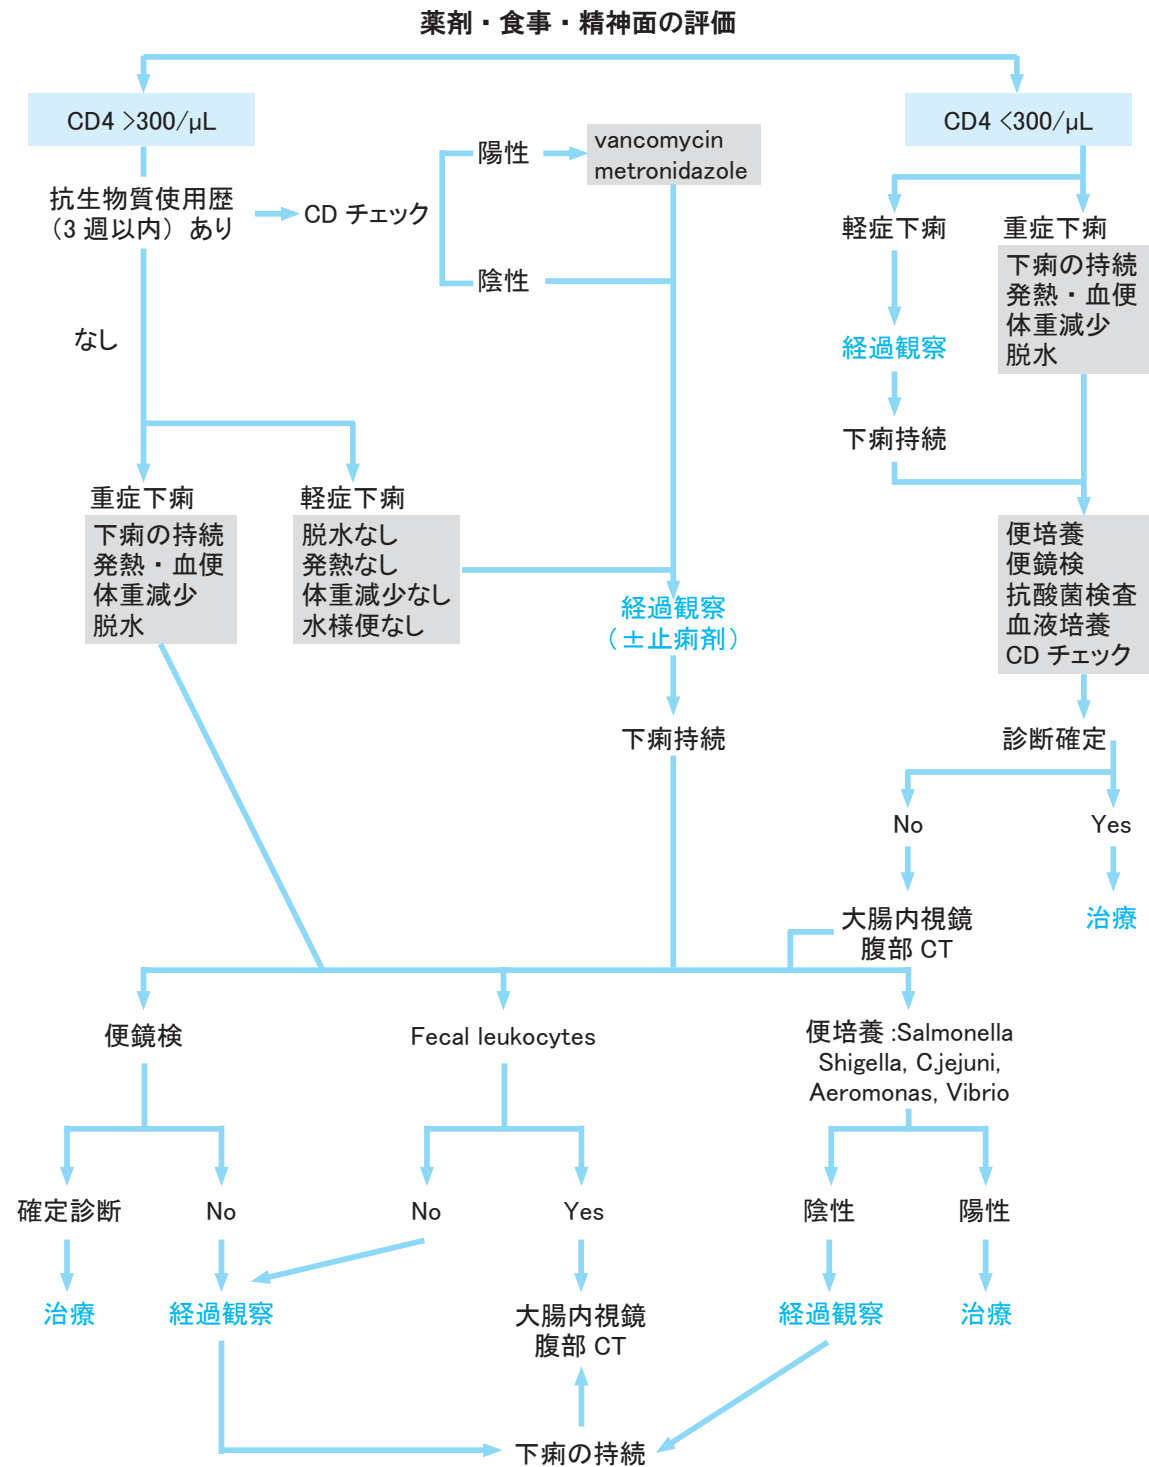 薬剤・食事・精神面の評価
CD4 >300/μL
CD4 <300/μL
抗生物質使用歴
（3 週以内）あり
CD チェック
陽性
vancomycin
metronidazole
陰性
なし
重症下痢
下痢の持続
発熱・血便
体重減少
脱水
軽症下痢
脱水なし
発熱なし
体重減少なし
水様便なし
経過観察
（±止痢剤）
下痢持続
軽症下痢
経過観察
下痢持続
重症下痢
下痢の持続
発熱・血便
体重減少
脱水
便培養
便鏡検
抗酸菌検査
血液培養
CD チェック
診断確定
No
Yes
大腸内視鏡
腹部 CT
治療
便鏡検
Fecal leukocytes
便培養 :Salmonella
Shigella, C.jejuni,
Aeromonas, Vibrio
確定診断
No
No
Yes
陰性
陽性
治療
経過観察
大腸内視鏡
腹部 CT
経過観察
治療
下痢の持続